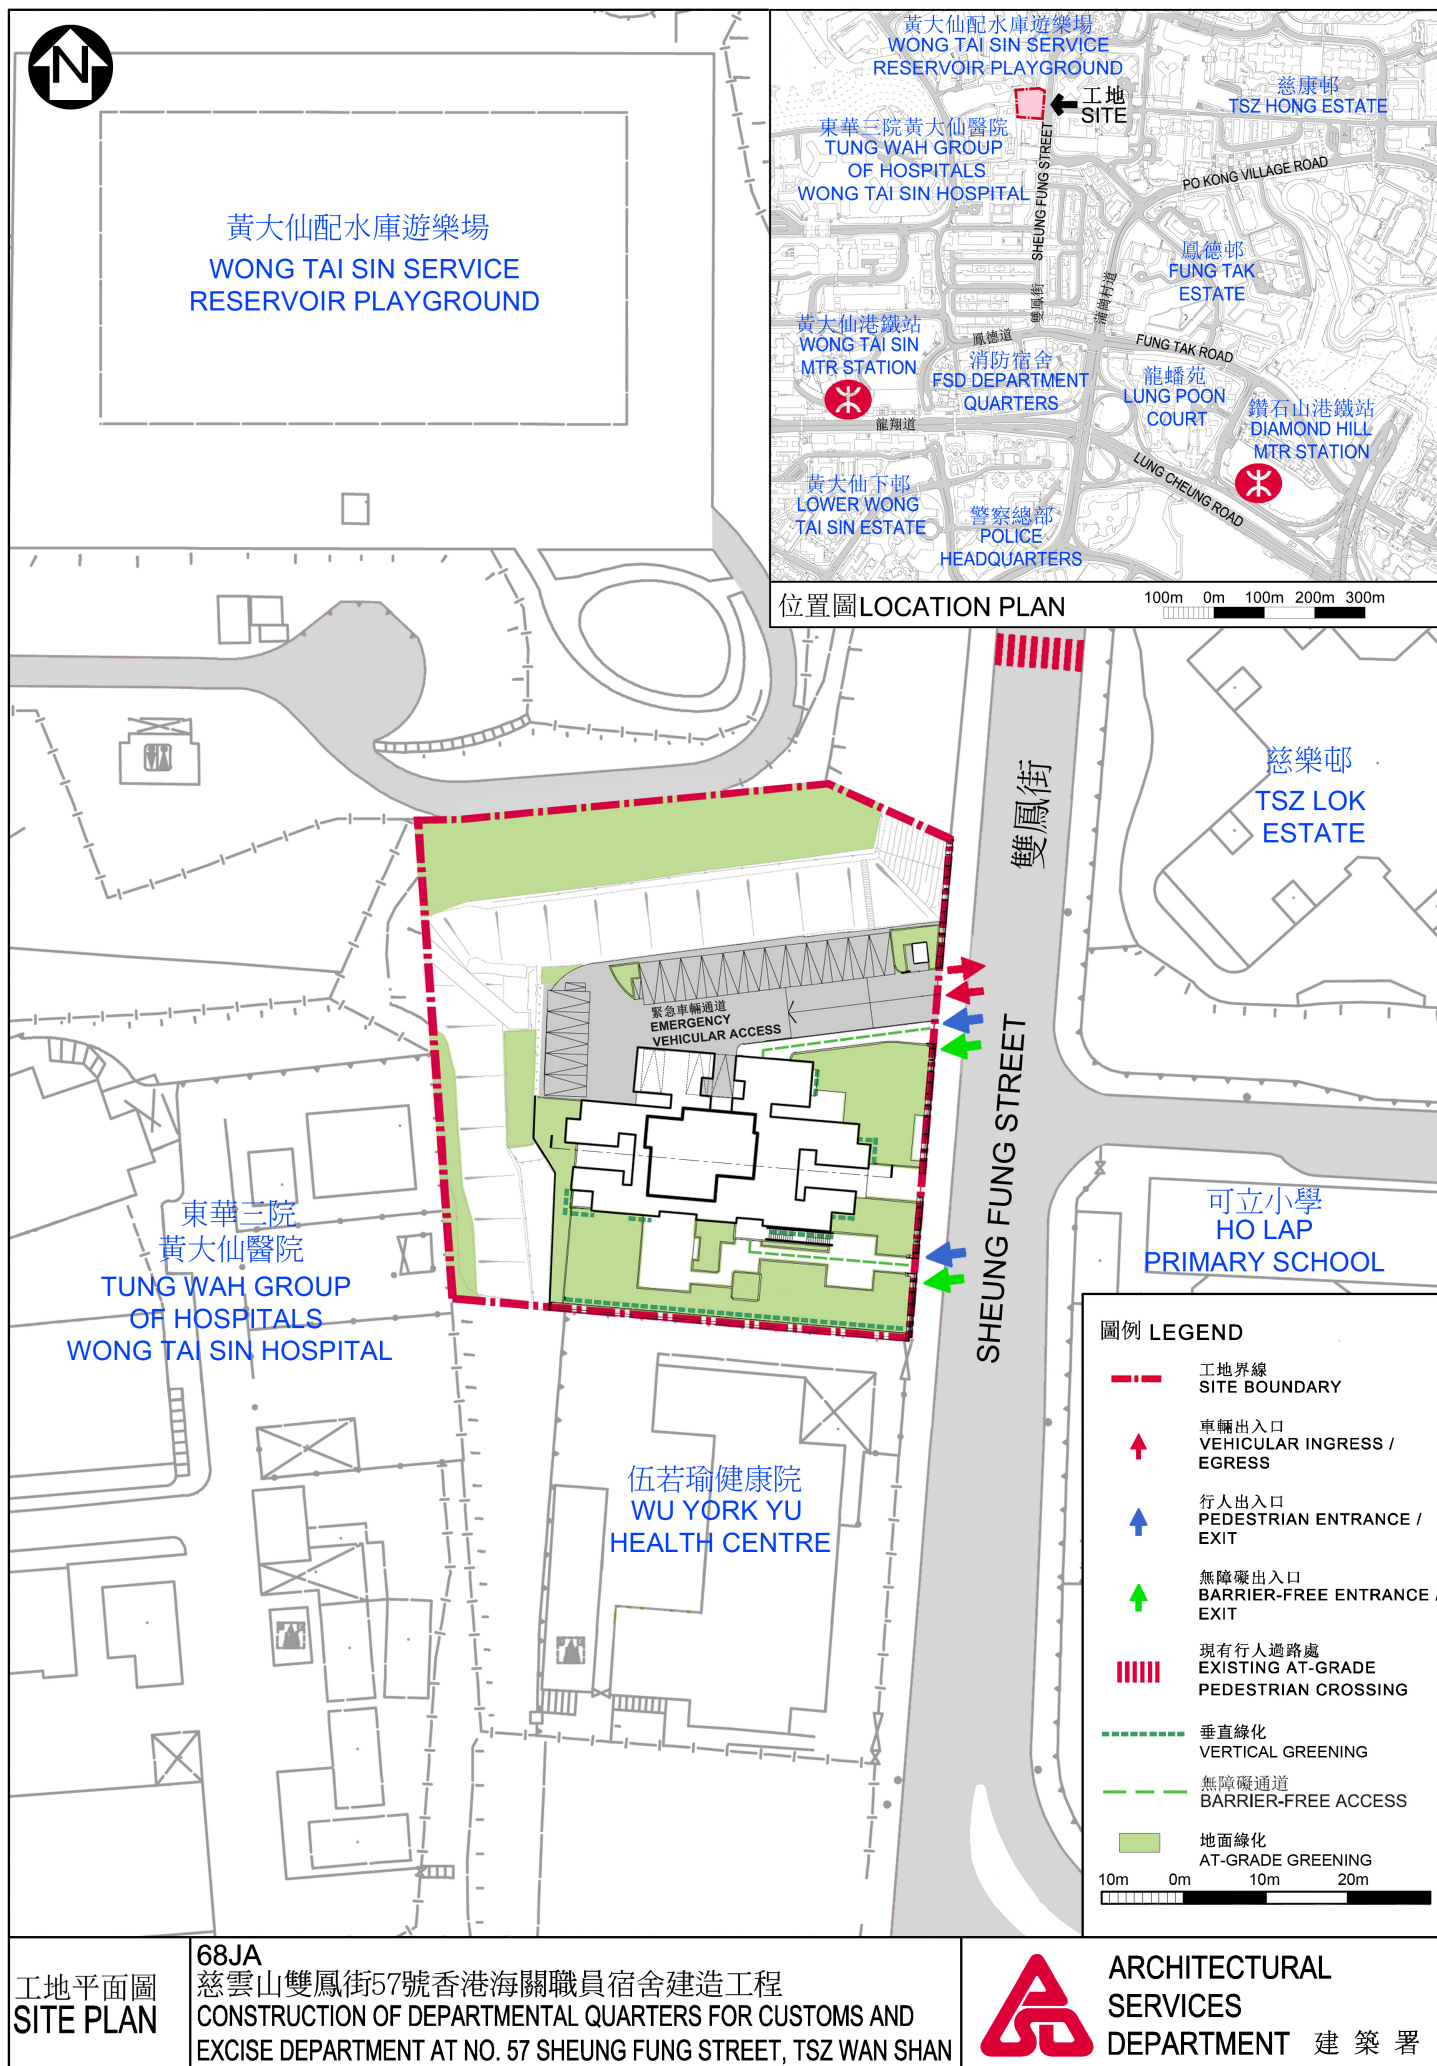 N
黃大仙配水庫遊樂場
WONG TAI SIN SERVICE
RESERVOIR PLAYGROUND
黃大仙配水庫遊樂場
WONG TAI SIN SERVICE
RESERVOIR PLAYGROUND
工地
SITE
慈康邨
TSZ HONG ESTATE
東華三院黃大仙醫院
TUNG WAH GROUP
OF HOSPITALS
WONG TAI SIN HOSPITAL
SHEUNG FUNG STREET
雙鳳街
PO KONG VILLAGE ROAD
蒲崗村道
鳳德邨
FUNG TAK
ESTATE
黃大仙港鐵站
WONG TAI SIN
MTR STATION
鳳德道
FUNG TAK ROAD
消防宿舍
FSD DEPARTMENT
QUARTERS
龍蟠苑
LUNG POON
COURT
鑽石山港鐵站
DIAMOND HILL
MTR STATION
龍翔道
LUNG CHEUNG ROAD
黃大仙下邨
LOWER WONG
TAI SIN ESTATE
警察總部
POLICE
HEADQUARTERS
位置圖LOCATION PLAN
100m 0m 100m 200m 300m
雙鳳街
SHEUNG FUNG STREET
慈樂邨
TSZ LOK
ESTATE
緊急車輛通道
EMERGENCY
VEHICULAR ACCESS
東華三院
黃大仙醫院
TUNG WAH GROUP
OF HOSPITALS
WONG TAI SIN HOSPITAL
可立小學
HO LAP
PRIMARY SCHOOL
伍若瑜健康院
WU YORK YU
HEALTH CENTRE
圖例 LEGEND
工地界線
SITE BOUNDARY
車輛出入口
VEHICULAR INGRESS /
EGRESS
行人出入口
PEDESTRIAN ENTRANCE /
EXIT
無障礙出入口
BARRIER-FREE ENTRANCE /
EXIT
現有行人過路處
EXISTING AT-GRADE
PEDESTRIAN CROSSING
垂直綠化
VERTICAL GREENING
無障礙通道
BARRIER-FREE ACCESS
地面綠化
AT-GRADE GREENING
10m 0m 10m 20m
工地平面圖
SITE PLAN
68JA
慈雲山雙鳳街57號香港海關職員宿舍建造工程
CONSTRUCTION OF DEPARTMENTAL QUARTERS FOR CUSTOMS AND
EXCISE DEPARTMENT AT NO. 57 SHEUNG FUNG STREET, TSZ WAN SHAN
ARCHITECTURAL
SERVICES
DEPARTMENT 建築署